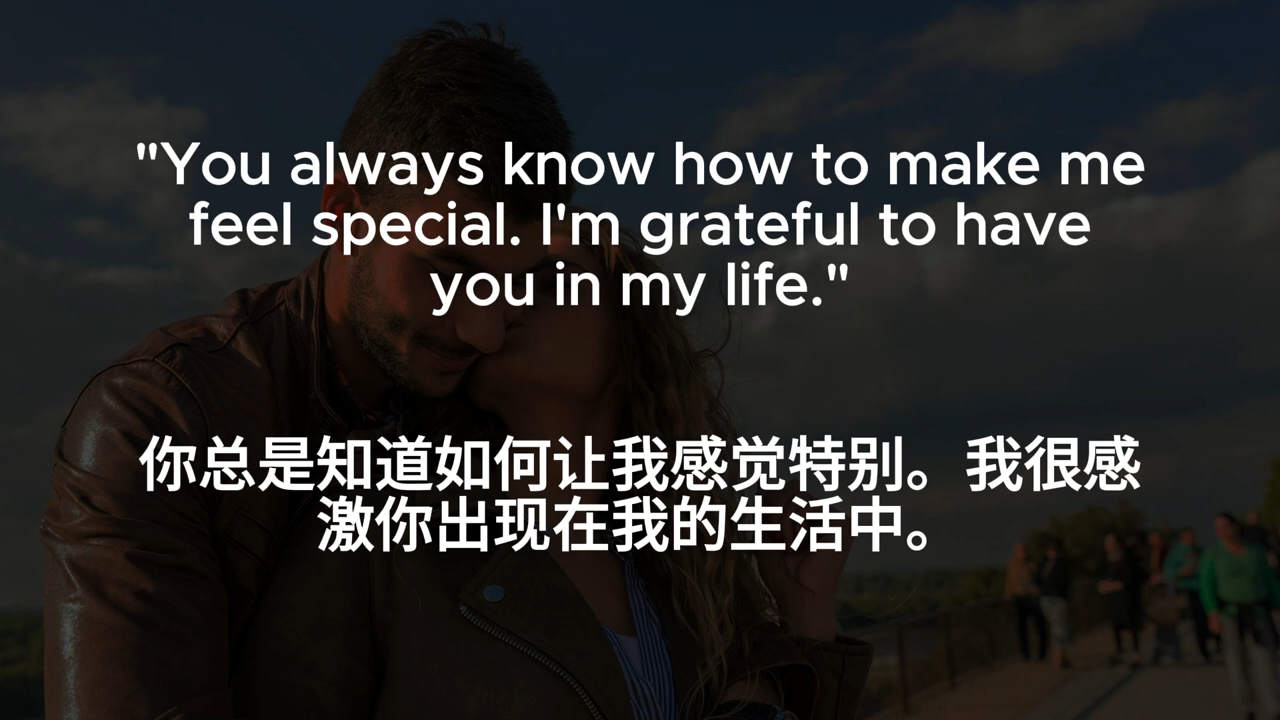 "You always know how to make me
feel special. I'm grateful to have
you in my life."
你总是知道如何让我感觉特别。我很感
激你出现在我的生活中。